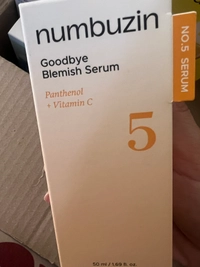 numbuzin
Goodbye
Blemish Serum
Panthenol
+ Vitamin C
NO.5 SERUM
5
50 ml / 1.69 fl. oz.